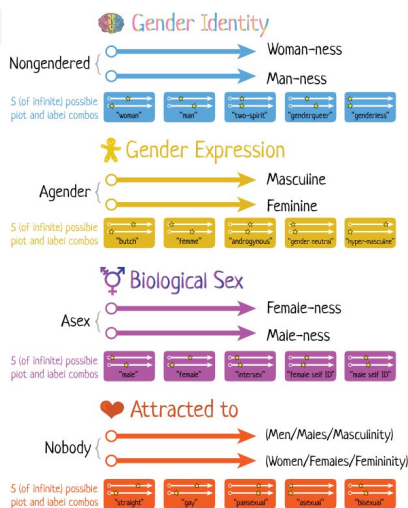 Gender Identity
Nongendered
Woman-ness
Man-ness
5 (of infinite) possible
plot and label combos
"woman" "man" "two-spirit" "genderqueer" "genderless"
Gender Expression
Agender
Masculine
Feminine
5 (of infinite) possible
plot and label combos
"butch" "femme" "androgynous" "gender neutral" "hyper-masculine"
Biological Sex
Asex
Female-ness
Male-ness
5 (of infinite) possible
plot and label combos
"male" "female" "intersex" "female self ID" "male self ID"
Attracted to
Nobody
(Men/Males/Masculinity)
(Women/Females/Femininity)
5 (of infinite) possible
plot and label combos
"straight" "gay" "pansexual" "asexual" "bisexual"